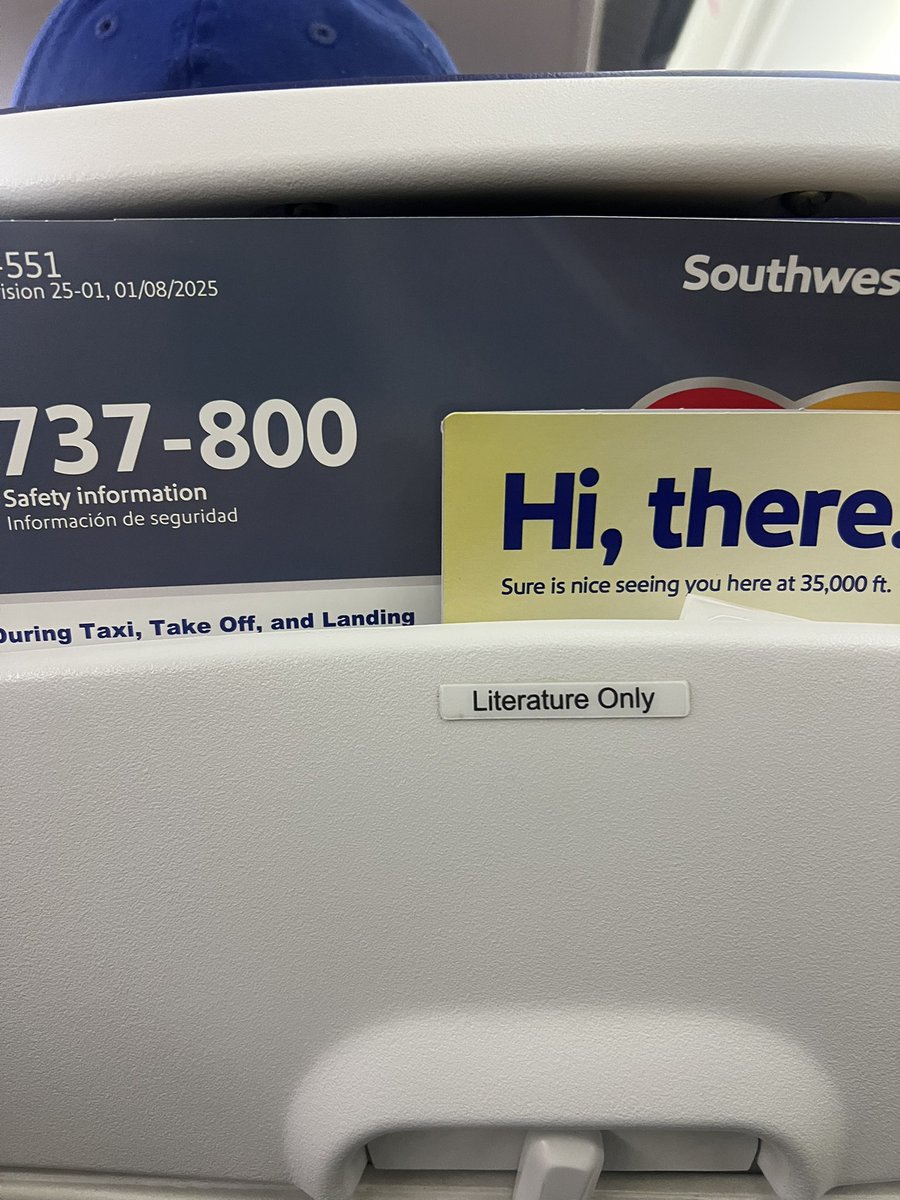 -551
ision 25-01, 01/08/2025
Southwes
737-800
Safety information
Información de seguridad
Hi, there.
Sure is nice seeing you here at 35,000 ft.
During Taxi, Take Off, and Landing
Literature Only